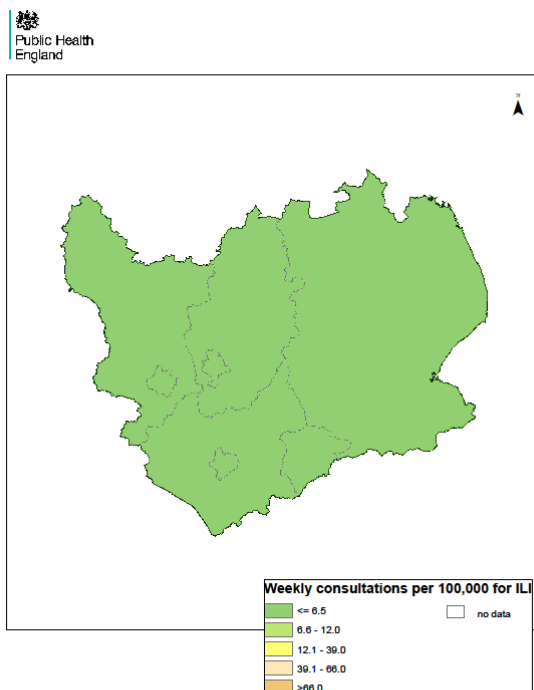 Public Health
England
N
Weekly consultations per 100,000 for ILI
<= 6.5
no data
6.6 - 12.0
12.1 - 39.0
39.1 - 66.0
>66.0